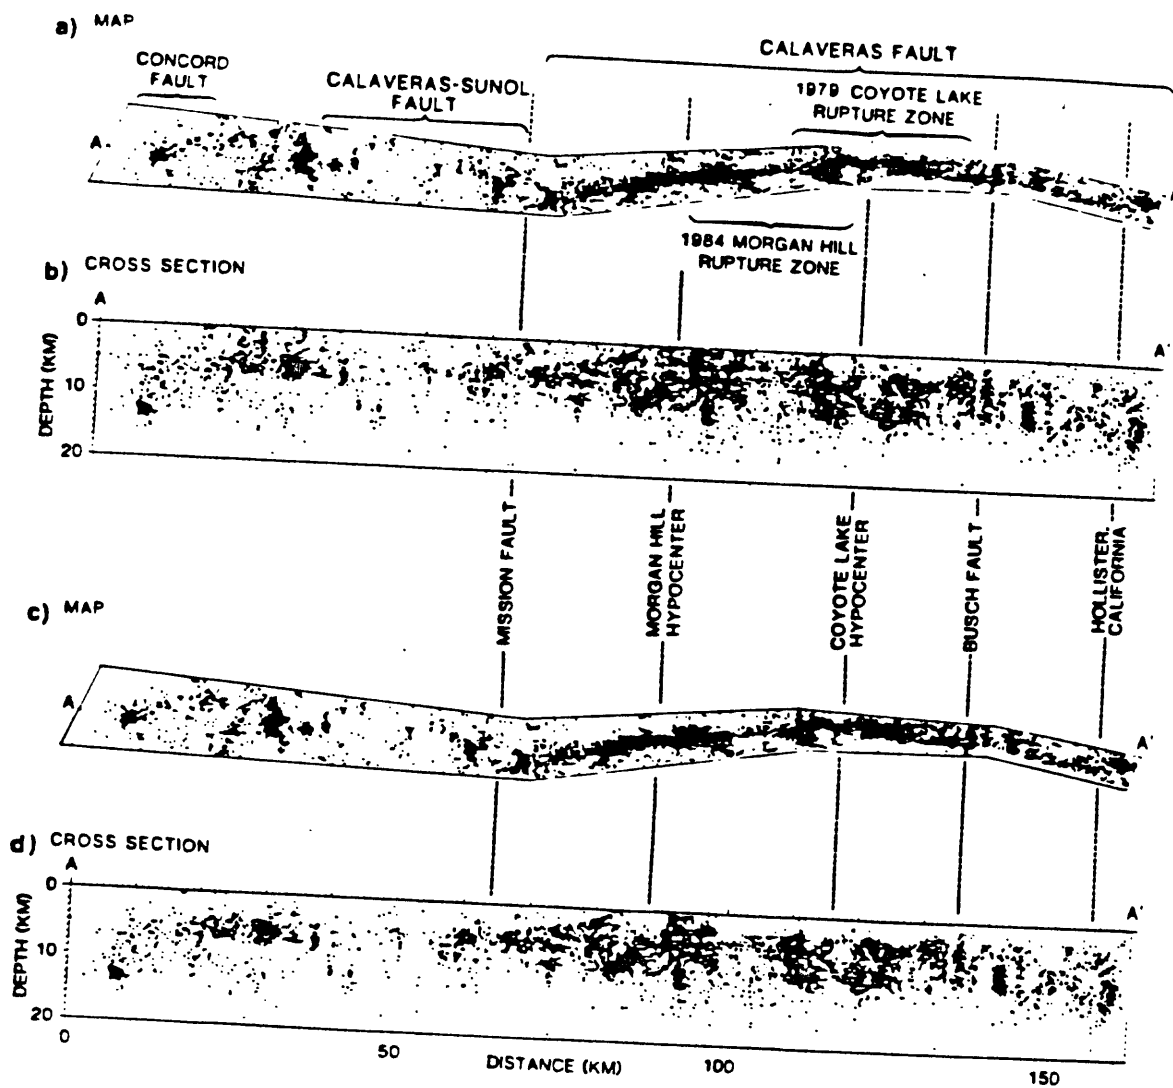 a) MAP
CONCORD
FAULT
CALAVERAS-SUNOL
FAULT
CALAVERAS FAULT
1979 COYOTE LAKE
RUPTURE ZONE
A
1984 MORGAN HILL
RUPTURE ZONE
b) CROSS SECTION
A
A'
0
10
20
DEPTH (KM)
MISSION FAULT
MORGAN HILL
HYPOCENTER
COYOTE LAKE
HYPOCENTER
BUSCH FAULT
HOLLISTER,
CALIFORNIA
c) MAP
A
A'
d) CROSS SECTION
A
A'
0
10
20
DEPTH (KM)
0
50
100
150
DISTANCE (KM)